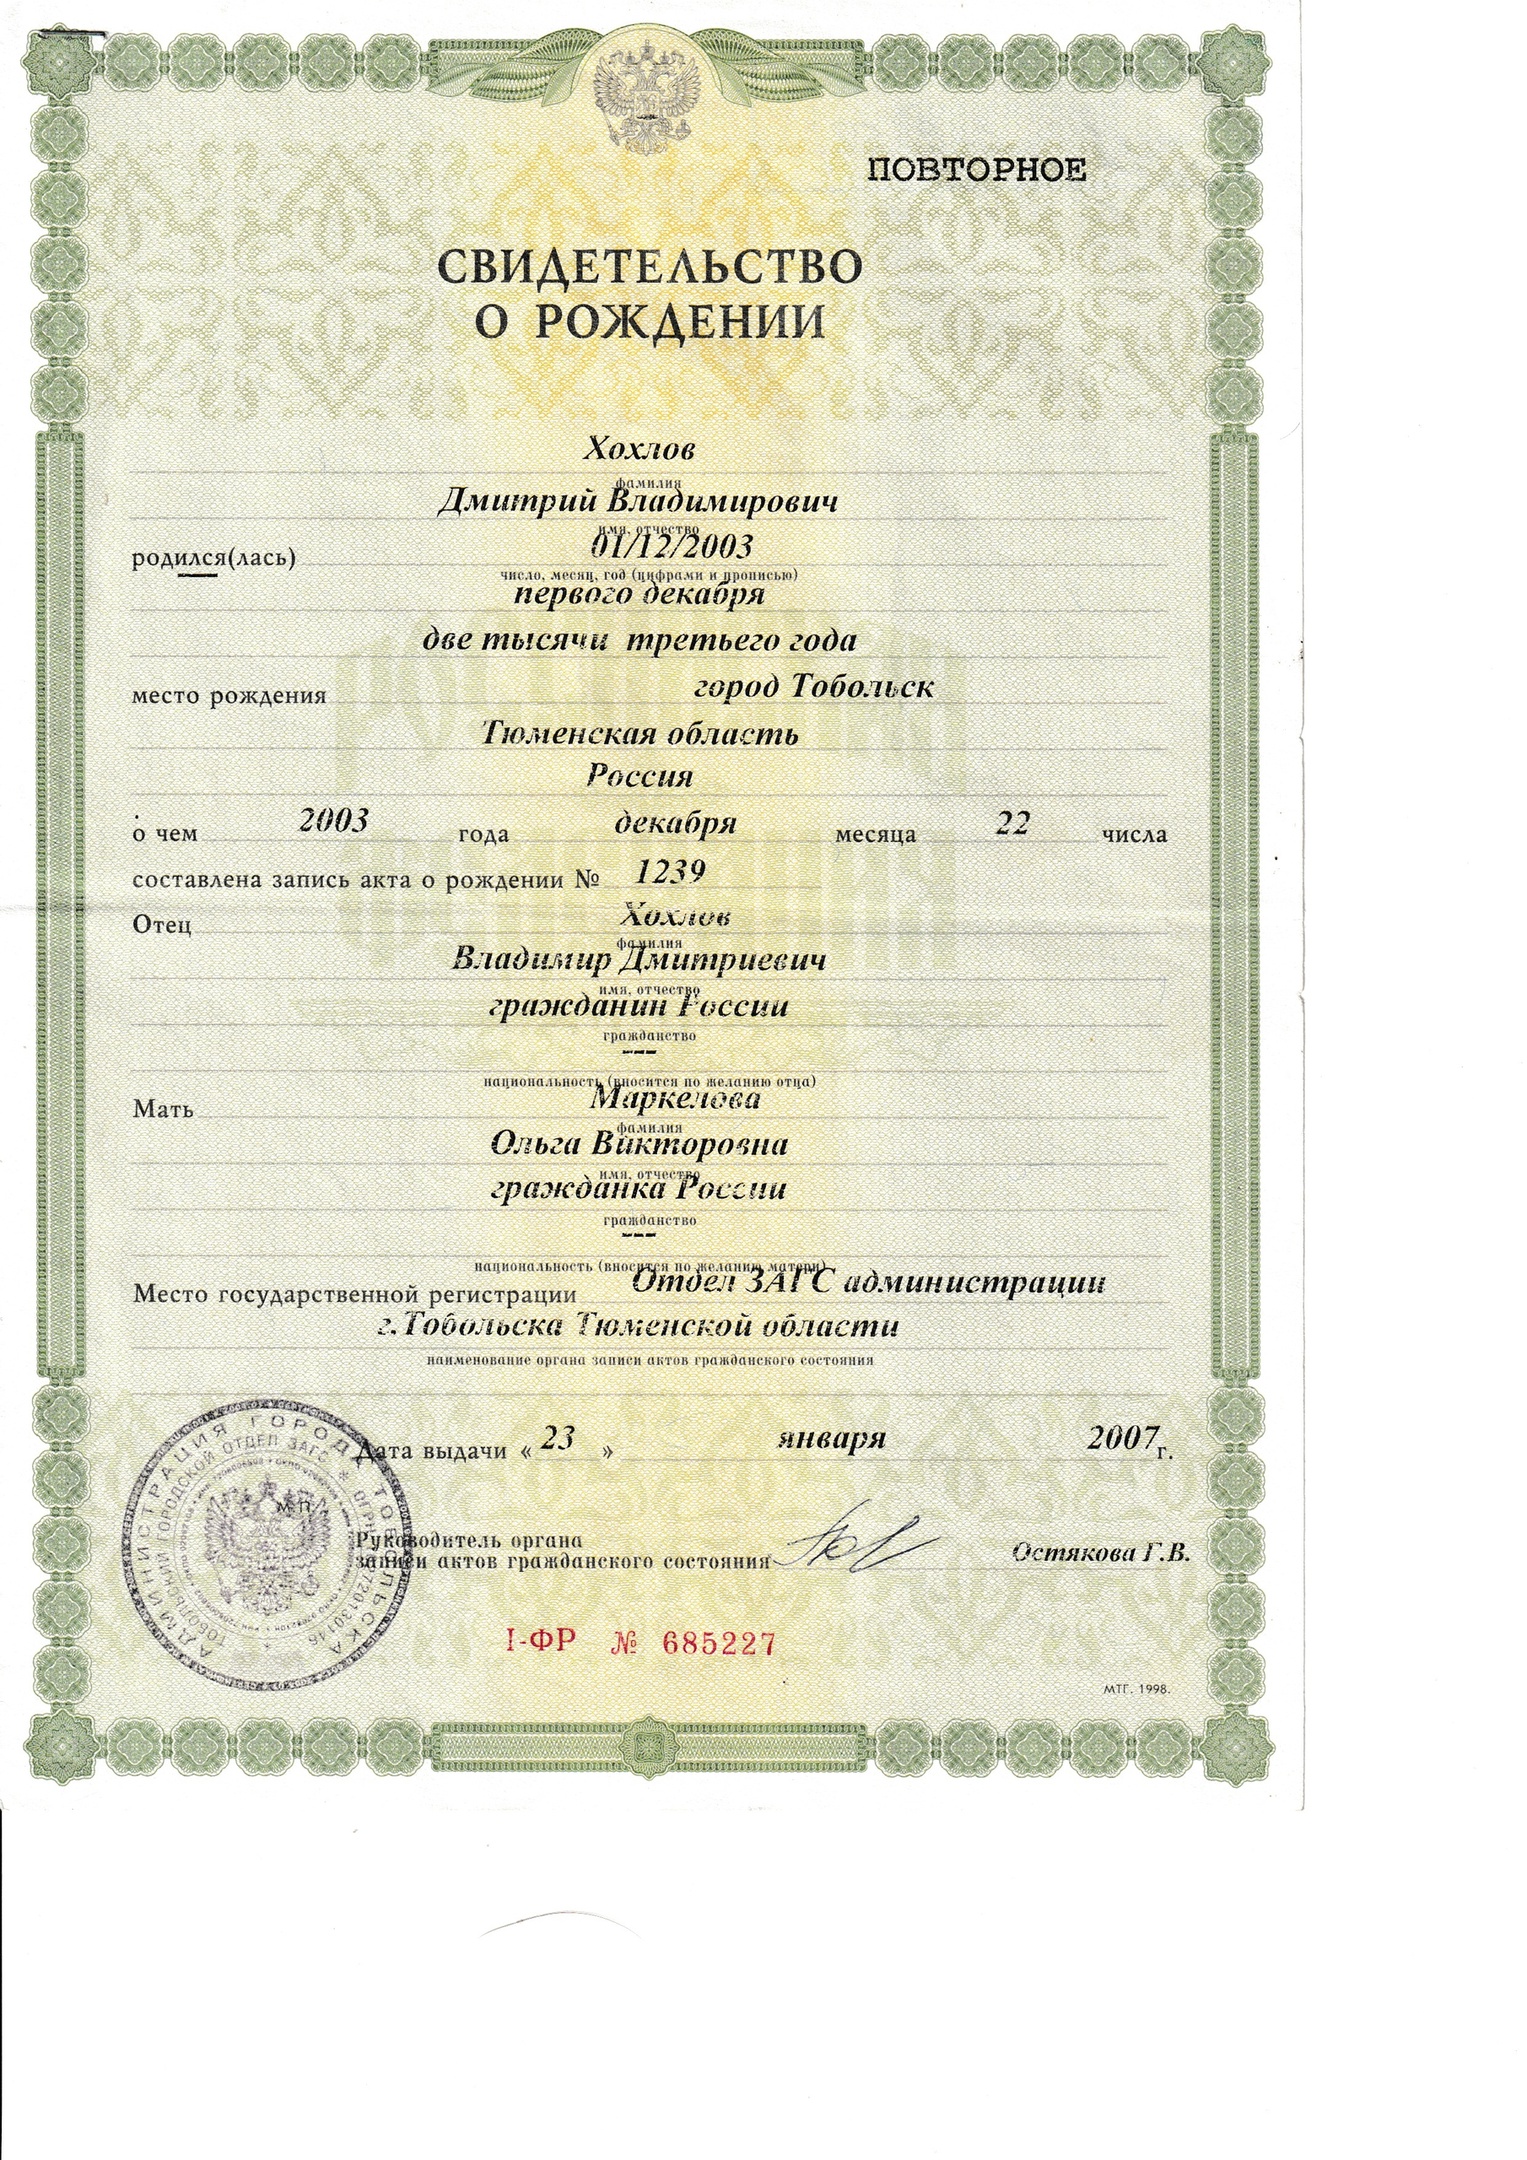 ПОВТОРНОЕ
СВИДЕТЕЛЬСТВО
О РОЖДЕНИИ
Хохлов
фамилия
Дмитрий Владимирович
имя, отчество
родился(лась) 01/12/2003
число, месяц, год (цифрами и прописью)
первого декабря
две тысячи третьего года
место рождения город Тобольск
Тюменская область
Россия
о чем 2003 года декабря месяца 22 числа
составлена запись акта о рождении № 1239
Отец Хохлов
фамилия
Владимир Дмитриевич
имя, отчество
гражданин России
гражданство
---
национальность (вносится по желанию отца)
Мать Маркелова
фамилия
Ольга Викторовна
имя, отчество
гражданка России
гражданство
---
национальность (вносится по желанию матери)
Место государственной регистрации Отдел ЗАГС администрации
г.Тобольска Тюменской области
наименование органа записи актов гражданского состояния
Дата выдачи « 23 » января 2007 г.
М.П.
АДМИНИСТРАЦИЯ ГОРОДА ТОБОЛЬСКА
ТОБОЛЬСКИЙ ГОРОДСКОЙ ОТДЕЛ ЗАГС
Руководитель органа
записи актов гражданского состояния Остякова Г.В.
I-ФР № 685227
МТГ. 1998.